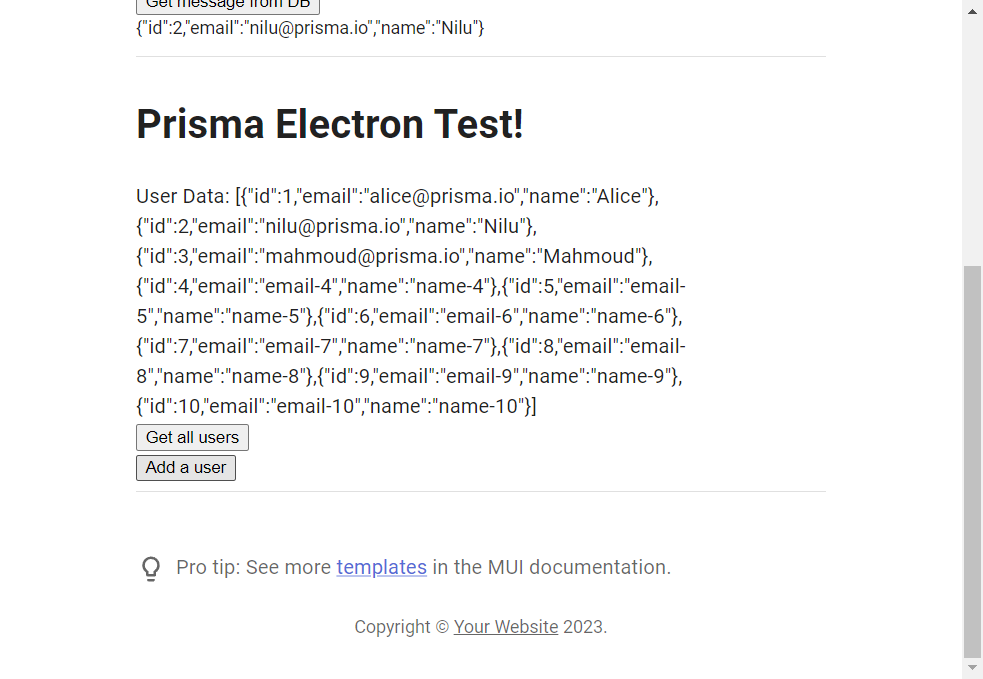 Get message from DB
{"id":2,"email":"nilu@prisma.io","name":"Nilu"}
Prisma Electron Test!
User Data: [{"id":1,"email":"alice@prisma.io","name":"Alice"},
{"id":2,"email":"nilu@prisma.io","name":"Nilu"},
{"id":3,"email":"mahmoud@prisma.io","name":"Mahmoud"},
{"id":4,"email":"email-4","name":"name-4"},{"id":5,"email":"email-
5","name":"name-5"},{"id":6,"email":"email-6","name":"name-6"},
{"id":7,"email":"email-7","name":"name-7"},{"id":8,"email":"email-
8","name":"name-8"},{"id":9,"email":"email-9","name":"name-9"},
{"id":10,"email":"email-10","name":"name-10"}]
Get all users
Add a user
Pro tip: See more templates in the MUI documentation.
Copyright © Your Website 2023.